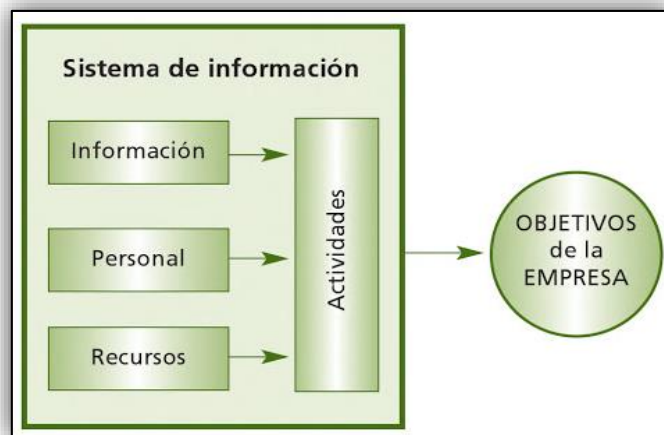 Sistema de información
Información
Personal
Recursos
Actividades
OBJETIVOS
de la
EMPRESA